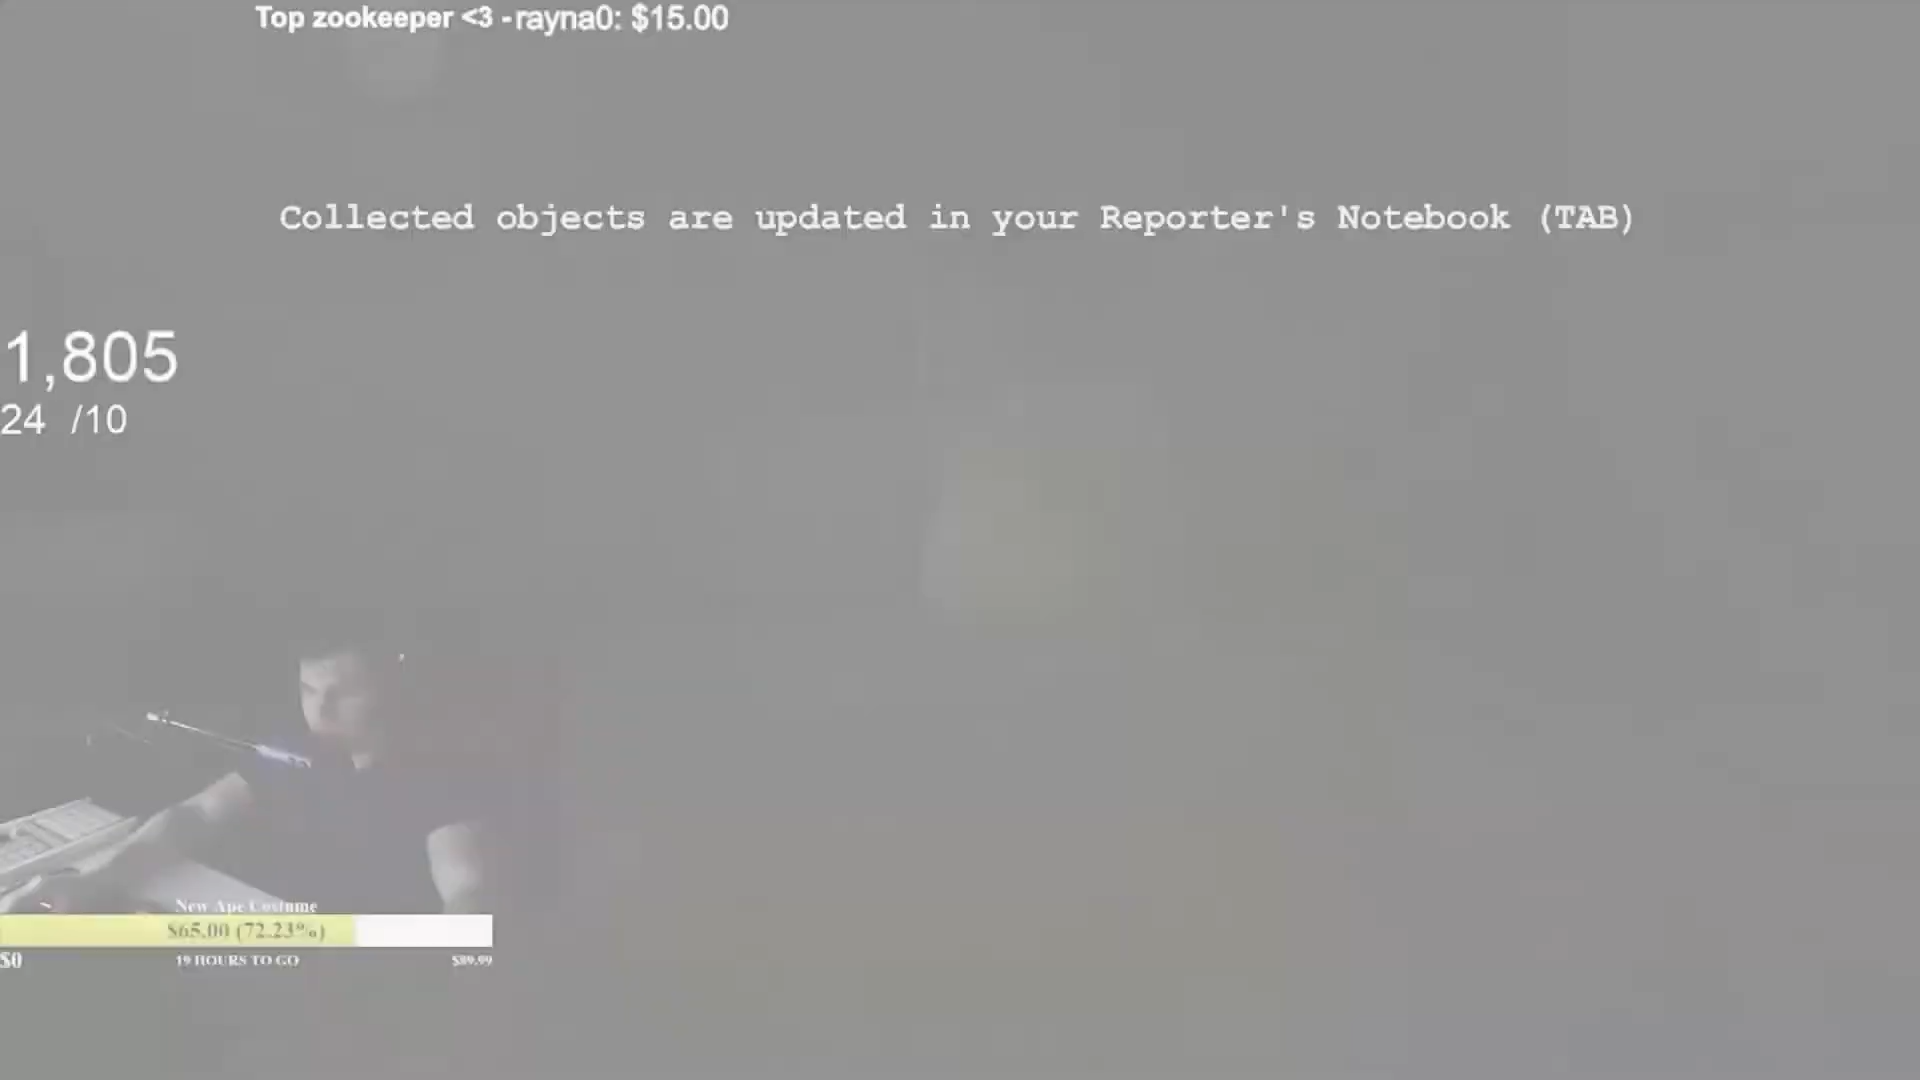 Top zookeeper <3 -rayna0: $15.00
Collected objects are updated in your Reporter's Notebook (TAB)
1,805
24 /10
New Ape Costume
$65.00 (72.23%)
$0 19 HOURS TO GO $89.99